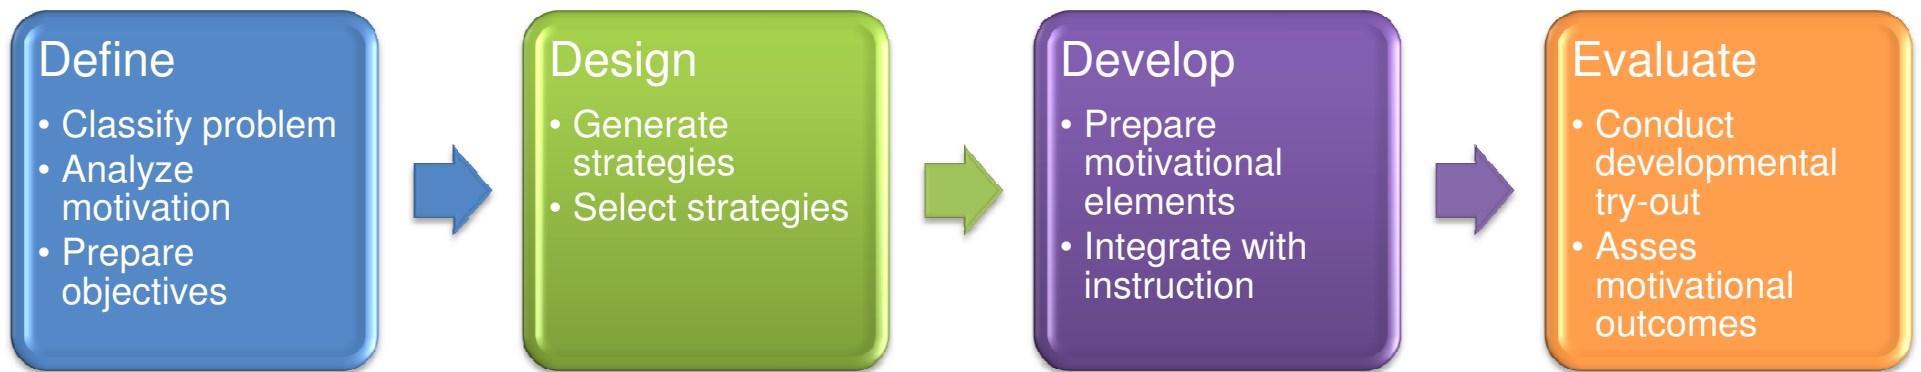 Define
• Classify problem
• Analyze
motivation
• Prepare
objectives
Design
• Generate
strategies
• Select strategies
Develop
• Prepare
motivational
elements
• Integrate with
instruction
Evaluate
• Conduct
developmental
try-out
• Asses
motivational
outcomes